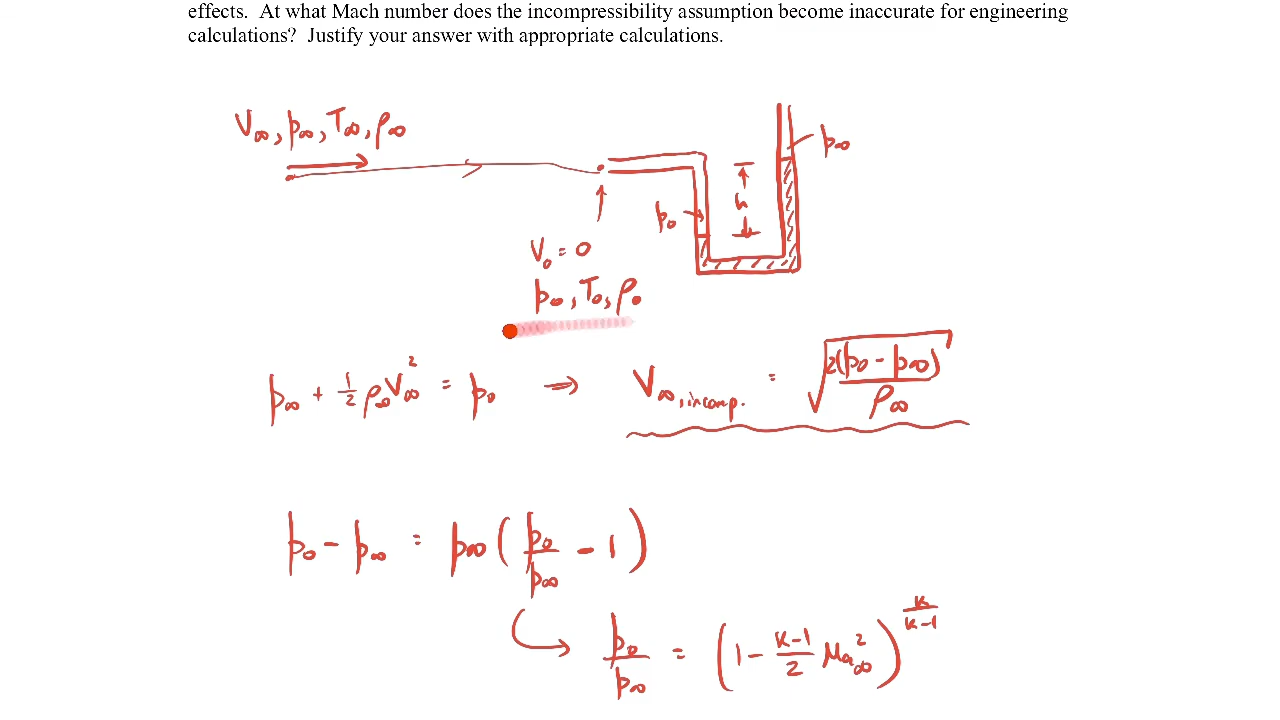 effects. At what Mach number does the incompressibility assumption become inaccurate for engineering
calculations? Justify your answer with appropriate calculations.
V∞, p∞, T∞, ρ∞
p∞
h
p₀
V₀ = 0
p₀, T₀, ρ₀
p∞ + 1/2 ρ∞V∞² = p₀ ⇒ V∞,incomp. = √(2(p₀ - p∞)/ρ∞)
p₀ - p∞ = p∞(p₀/p∞ - 1)
p₀/p∞ = (1 - (k-1)/2 Ma∞²)^(k/(k-1))